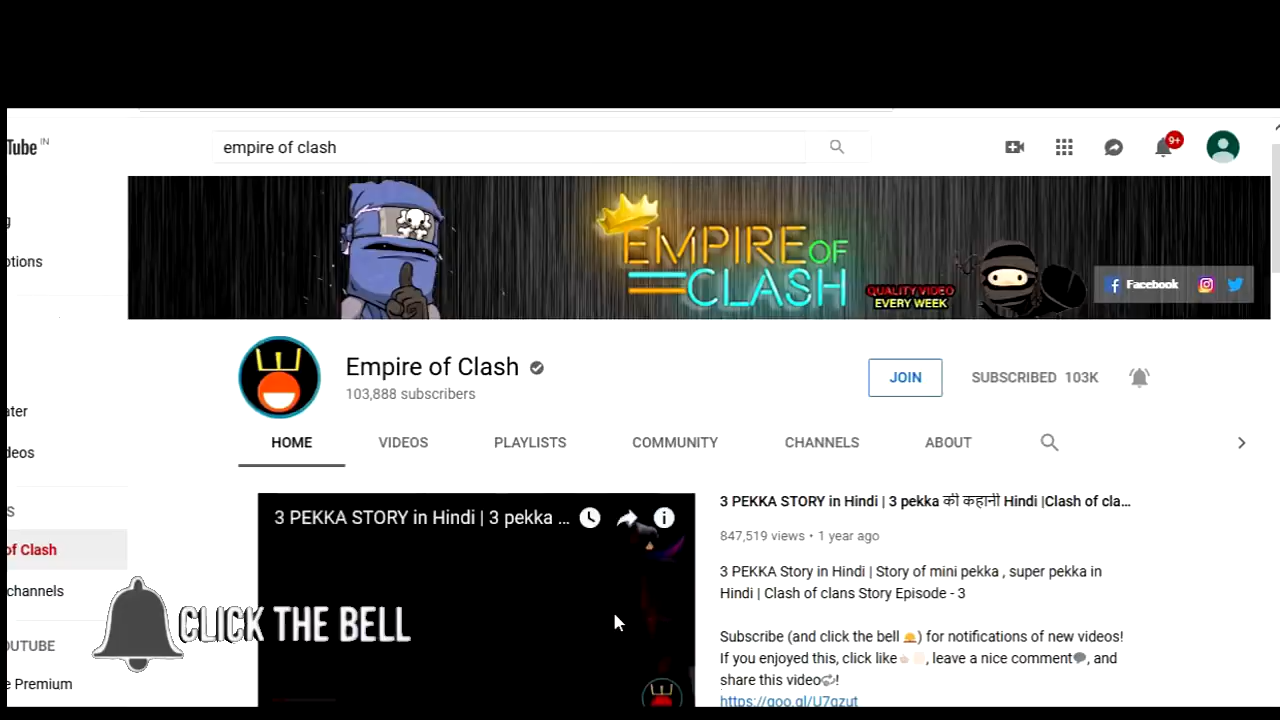 Tube IN
empire of clash
9+
EMPIRE OF
CLASH
QUALITY VIDEO
EVERY WEEK
Facebook
otions
Empire of Clash
103,888 subscribers
JOIN
SUBSCRIBED 103K
ater
HOME VIDEOS PLAYLISTS COMMUNITY CHANNELS ABOUT
deos
3 PEKKA STORY in Hindi | 3 pekka ...
3 PEKKA STORY in Hindi | 3 pekka की कहानी Hindi |Clash of cla...
847,519 views • 1 year ago
S
of Clash
channels
3 PEKKA Story in Hindi | Story of mini pekka , super pekka in
Hindi | Clash of clans Story Episode - 3
CLICK THE BELL
OUTUBE
e Premium
Subscribe (and click the bell 🛎) for notifications of new videos!
If you enjoyed this, click like👍🏻, leave a nice comment💬, and
share this video🔄!
https://goo.gl/U7gzut